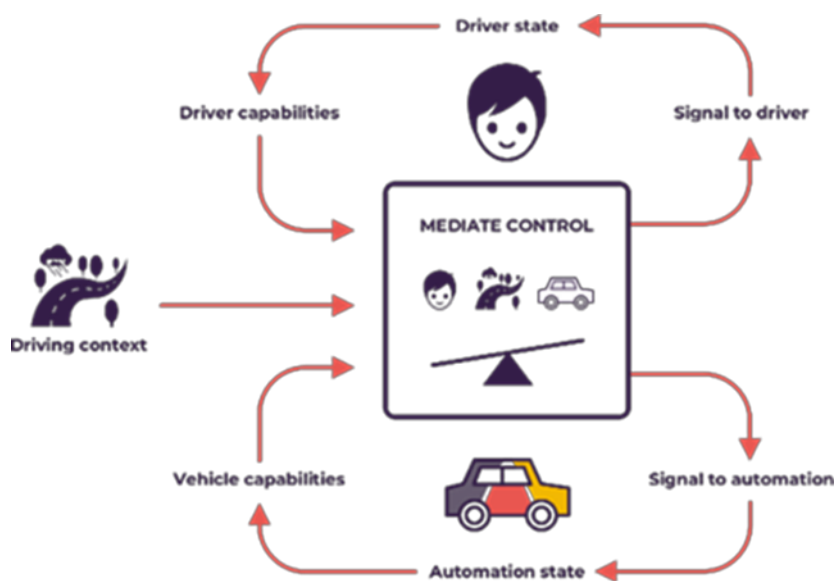 Driver state
Driver capabilities
Signal to driver
MEDIATE CONTROL
Driving context
Vehicle capabilities
Signal to automation
Automation state